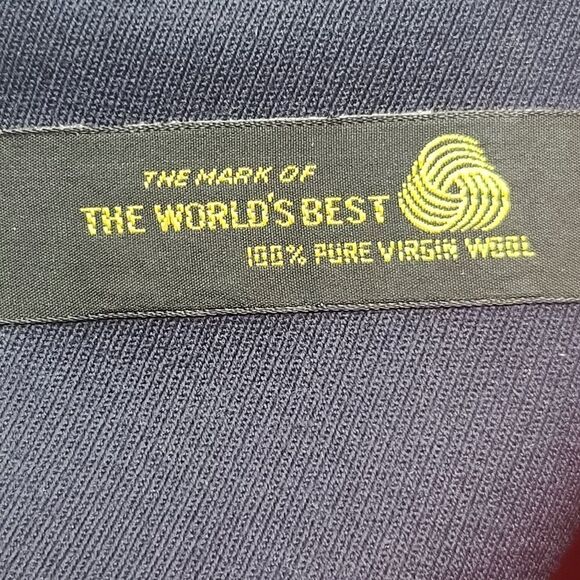 THE MARK OF
THE WORLD'S BEST
100% PURE VIRGIN WOOL